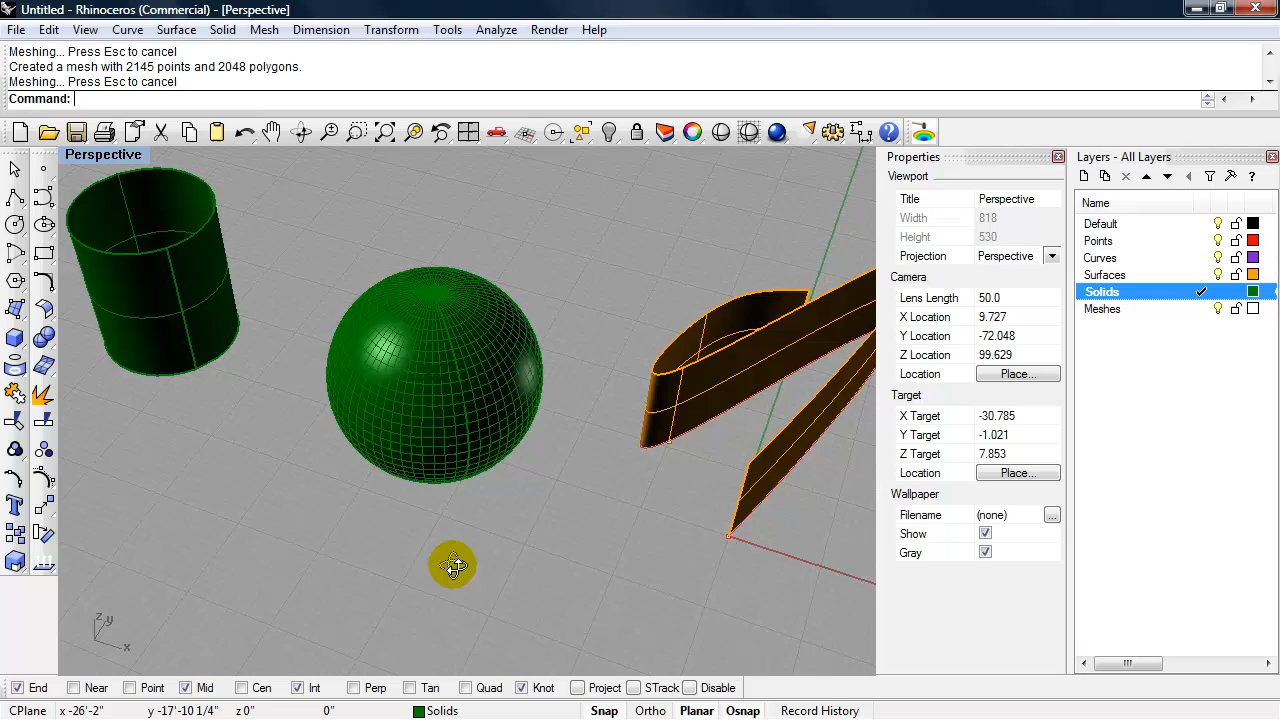 Untitled - Rhinoceros (Commercial) - [Perspective]
File Edit View Curve Surface Solid Mesh Dimension Transform Tools Analyze Render Help
Meshing... Press Esc to cancel
Created a mesh with 2145 points and 2048 polygons.
Meshing... Press Esc to cancel
Command:
Perspective
Properties
Viewport
Title Perspective
Width 818
Height 530
Projection Perspective
Camera
Lens Length 50.0
X Location 9.727
Y Location -72.048
Z Location 99.629
Location Place...
Target
X Target -30.785
Y Target -1.021
Z Target 7.853
Location Place...
Wallpaper
Filename (none) ...
Show
Gray
Layers - All Layers
Name
Default
Points
Curves
Surfaces
Solids
Meshes
z y
x
End Near Point Mid Cen Int Perp Tan Quad Knot Project STrack Disable
CPlane x -26'-2" y -17'-10 1/4" z 0" 0" Solids Snap Ortho Planar Osnap Record History